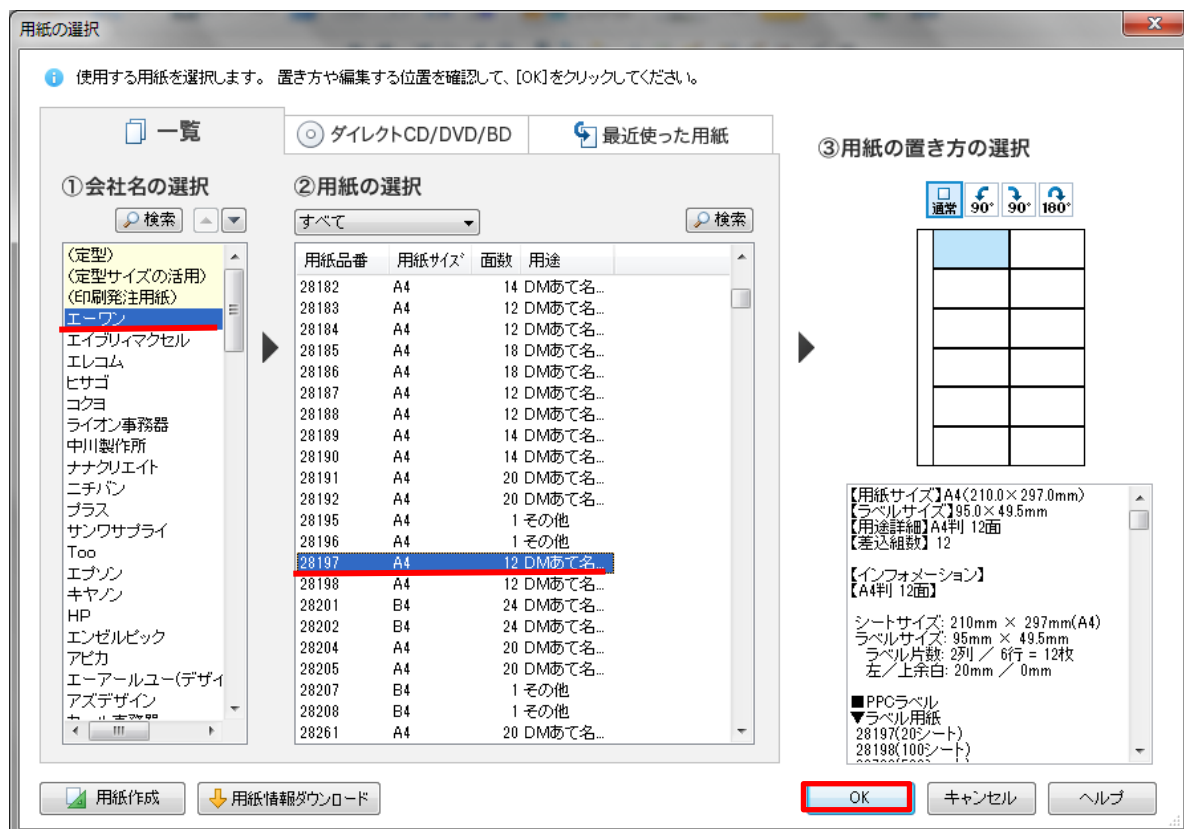 用紙の選択
使用する用紙を選択します。 置き方や編集する位置を確認して、[OK]をクリックしてください。
一覧
ダイレクトCD/DVD/BD
最近使った用紙
①会社名の選択
検索
(定型)
(定型サイズの活用)
(印刷発注用紙)
エーワン
エイブリィマクセル
エレコム
ヒサゴ
コクヨ
ライオン事務器
中川製作所
ナナクリエイト
ニチバン
プラス
サンワサプライ
Too
エプソン
キヤノン
HP
エンゼルビック
アピカ
エーアールユー(デザイ
アズデザイン
②用紙の選択
すべて
検索
用紙品番 用紙サイズ 面数 用途
28182 A4 14 DMあて名...
28183 A4 12 DMあて名...
28184 A4 12 DMあて名...
28185 A4 18 DMあて名...
28186 A4 18 DMあて名...
28187 A4 12 DMあて名...
28188 A4 12 DMあて名...
28189 A4 14 DMあて名...
28190 A4 14 DMあて名...
28191 A4 20 DMあて名...
28192 A4 20 DMあて名...
28195 A4 1 その他
28196 A4 1 その他
28197 A4 12 DMあて名...
28198 A4 12 DMあて名...
28201 B4 24 DMあて名...
28202 B4 24 DMあて名...
28204 A4 20 DMあて名...
28205 A4 20 DMあて名...
28207 B4 1 その他
28208 B4 1 その他
28261 A4 20 DMあて名...
③用紙の置き方の選択
通常 90° 90° 180°
【用紙サイズ】A4(210.0×297.0mm)
【ラベルサイズ】95.0×49.5mm
【用途詳細】A4判 12面
【差込組数】12
【インフォメーション】
【A4判 12面】
シートサイズ: 210mm × 297mm(A4)
ラベルサイズ: 95mm × 49.5mm
ラベル片数: 2列 / 6行 = 12枚
左/上余白: 20mm / 0mm
■PPCラベル
▼ラベル用紙
28197(20シート)
28198(100シート)
用紙作成
用紙情報ダウンロード
OK
キャンセル
ヘルプ